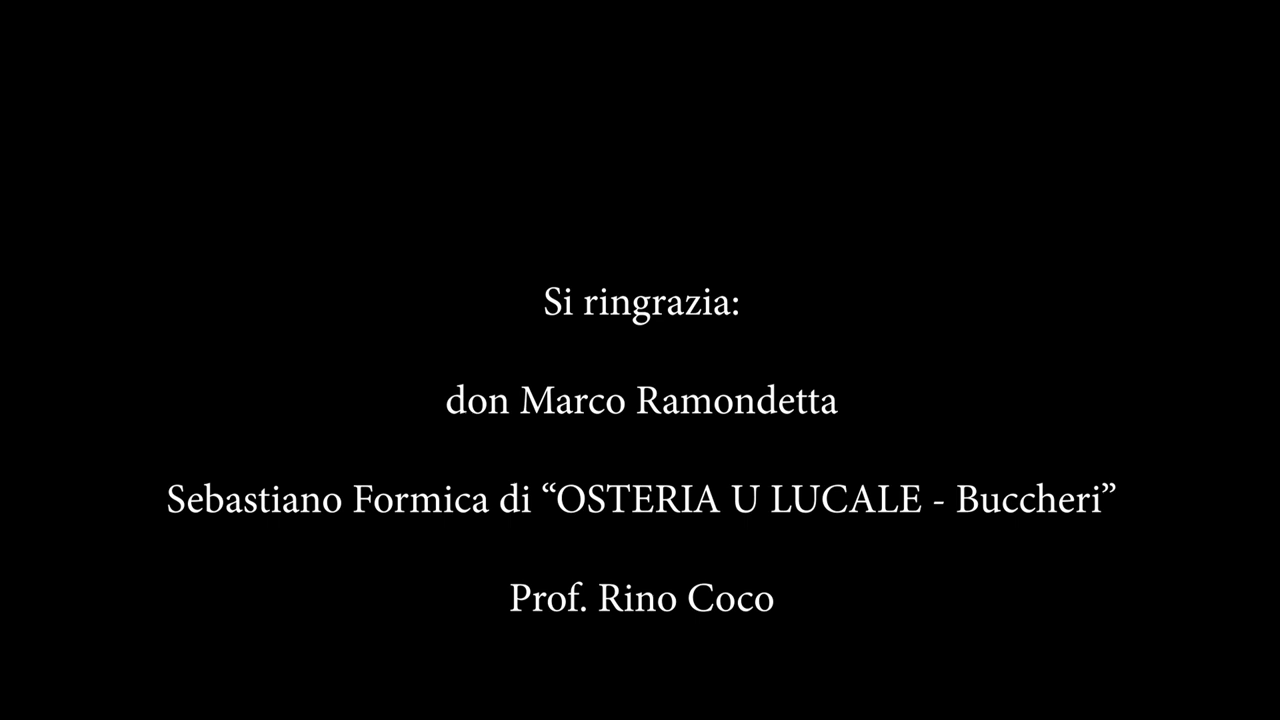 Si ringrazia:
don Marco Ramondetta
Sebastiano Formica di “OSTERIA U LUCALE - Buccheri”
Prof. Rino Coco